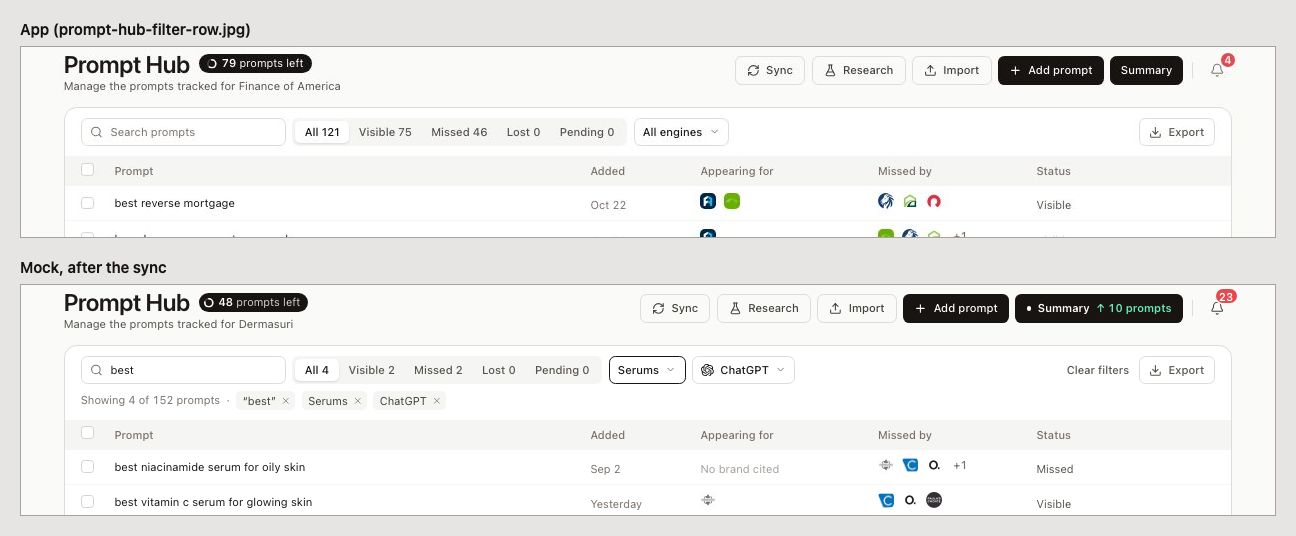 App (prompt-hub-filter-row.jpg)
Prompt Hub 79 prompts left Sync Research Import + Add prompt Summary 4
Manage the prompts tracked for Finance of America
Search prompts All 121 Visible 75 Missed 46 Lost 0 Pending 0 All engines Export
Prompt Added Appearing for Missed by Status
best reverse mortgage Oct 22 Visible
+1
Mock, after the sync
Prompt Hub 48 prompts left Sync Research Import + Add prompt • Summary ↑ 10 prompts 23
Manage the prompts tracked for Dermasuri
best All 4 Visible 2 Missed 2 Lost 0 Pending 0 Serums ChatGPT Clear filters Export
Showing 4 of 152 prompts · “best” × Serums × ChatGPT ×
Prompt Added Appearing for Missed by Status
best niacinamide serum for oily skin Sep 2 No brand cited O. +1 Missed
best vitamin c serum for glowing skin Yesterday O. Visible